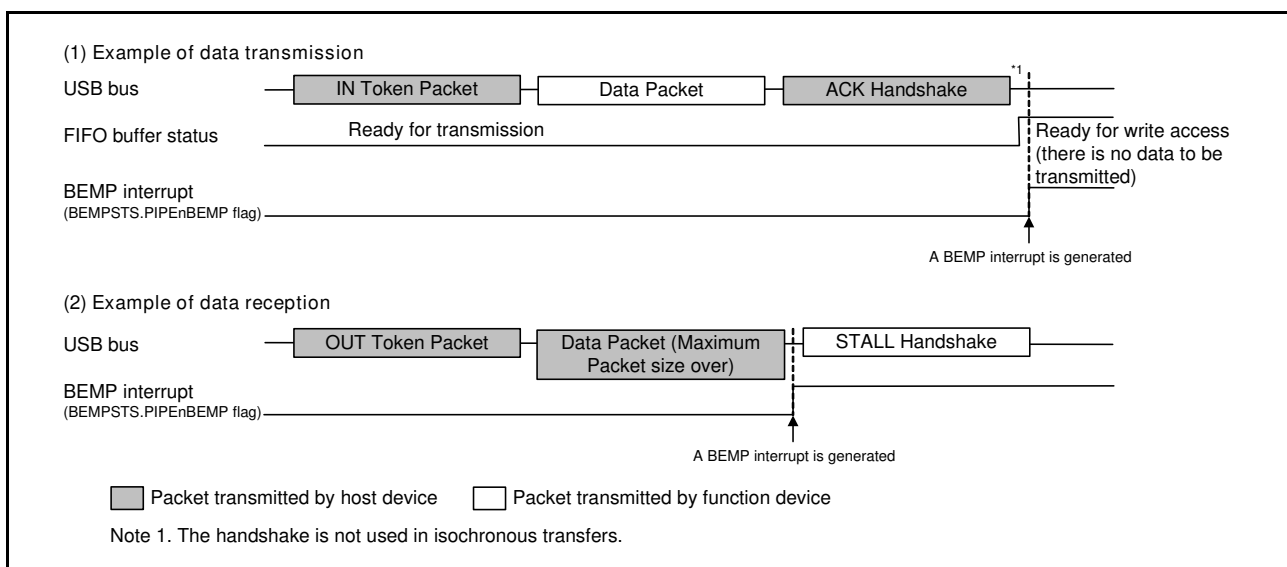 (1) Example of data transmission
USB bus
IN Token Packet
Data Packet
ACK Handshake
*1
FIFO buffer status
Ready for transmission
Ready for write access
(there is no data to be
transmitted)
BEMP interrupt
(BEMPSTS.PIPEnBEMP flag)
A BEMP interrupt is generated
(2) Example of data reception
USB bus
OUT Token Packet
Data Packet (Maximum
Packet size over)
STALL Handshake
BEMP interrupt
(BEMPSTS.PIPEnBEMP flag)
A BEMP interrupt is generated
Packet transmitted by host device
Packet transmitted by function device
Note 1. The handshake is not used in isochronous transfers.